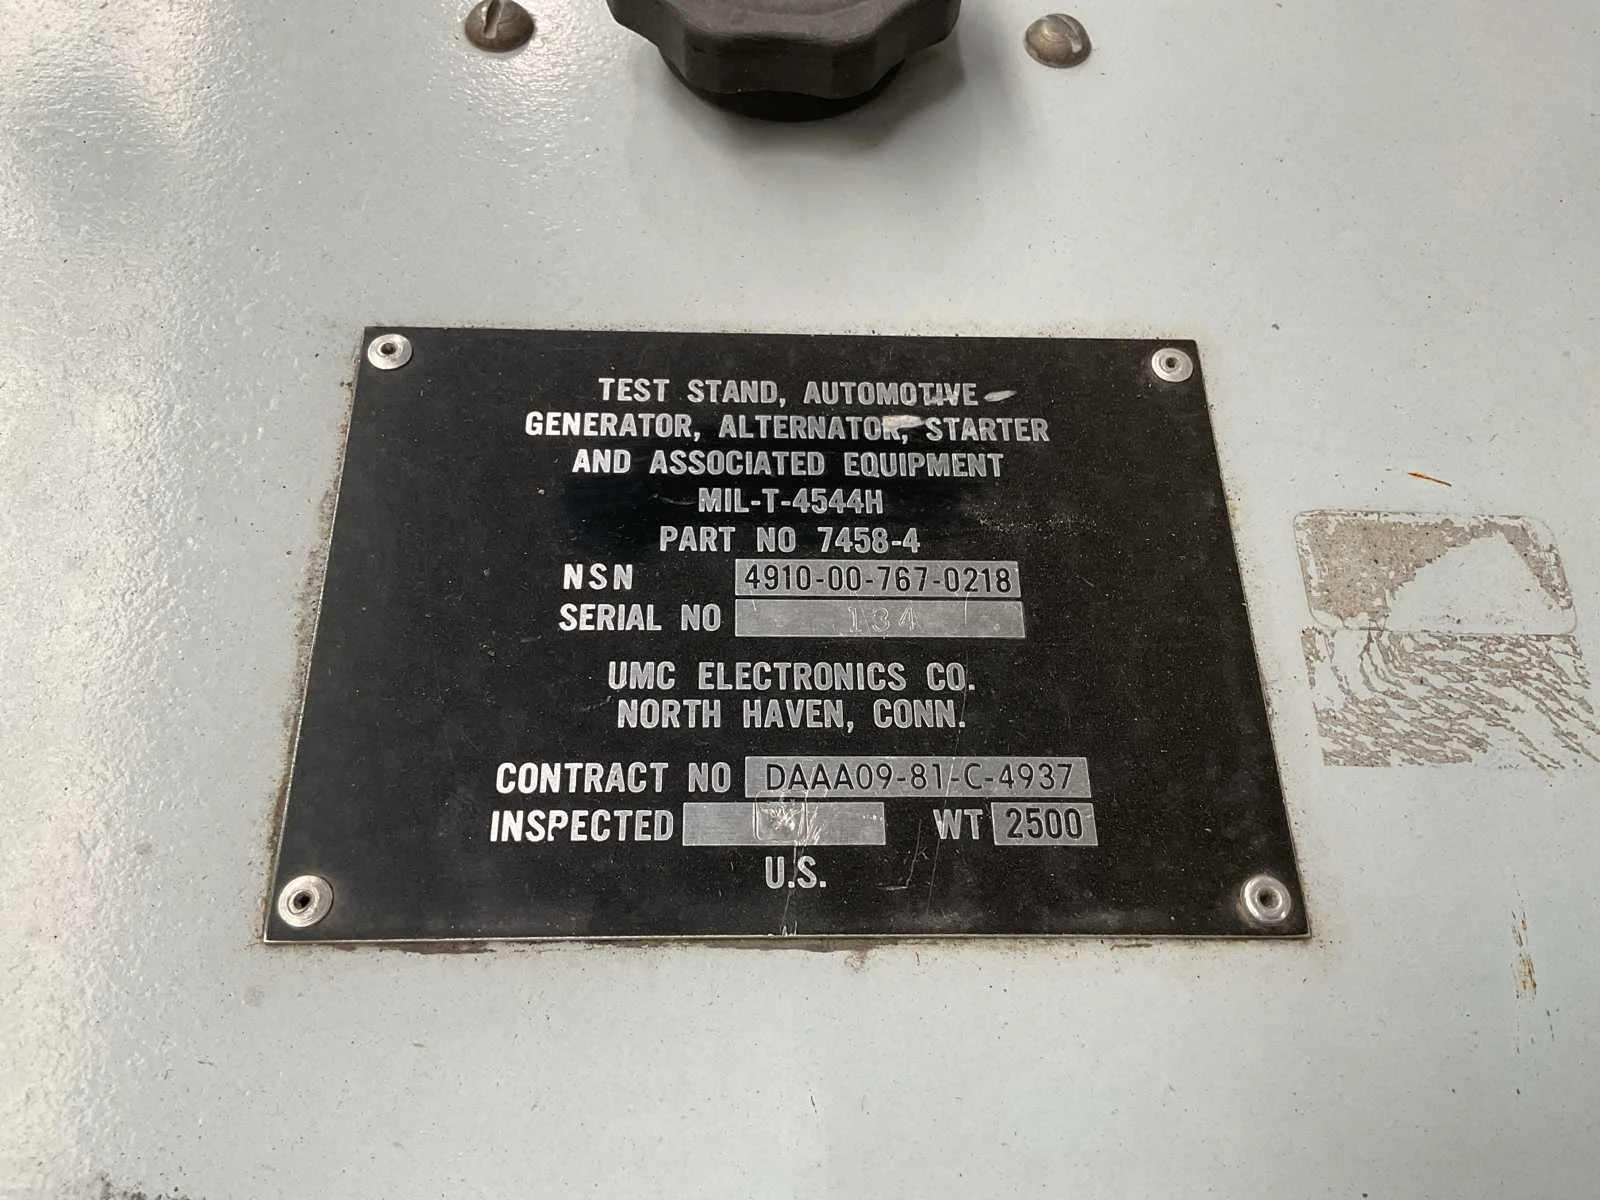 TEST STAND, AUTOMOTIVE
GENERATOR, ALTERNATOR, STARTER
AND ASSOCIATED EQUIPMENT
MIL-T-4544H
PART NO 7458-4
NSN 4910-00-767-0218
SERIAL NO 134
UMC ELECTRONICS CO.
NORTH HAVEN, CONN.
CONTRACT NO DAAA09-81-C-4937
INSPECTED WT 2500
U.S.